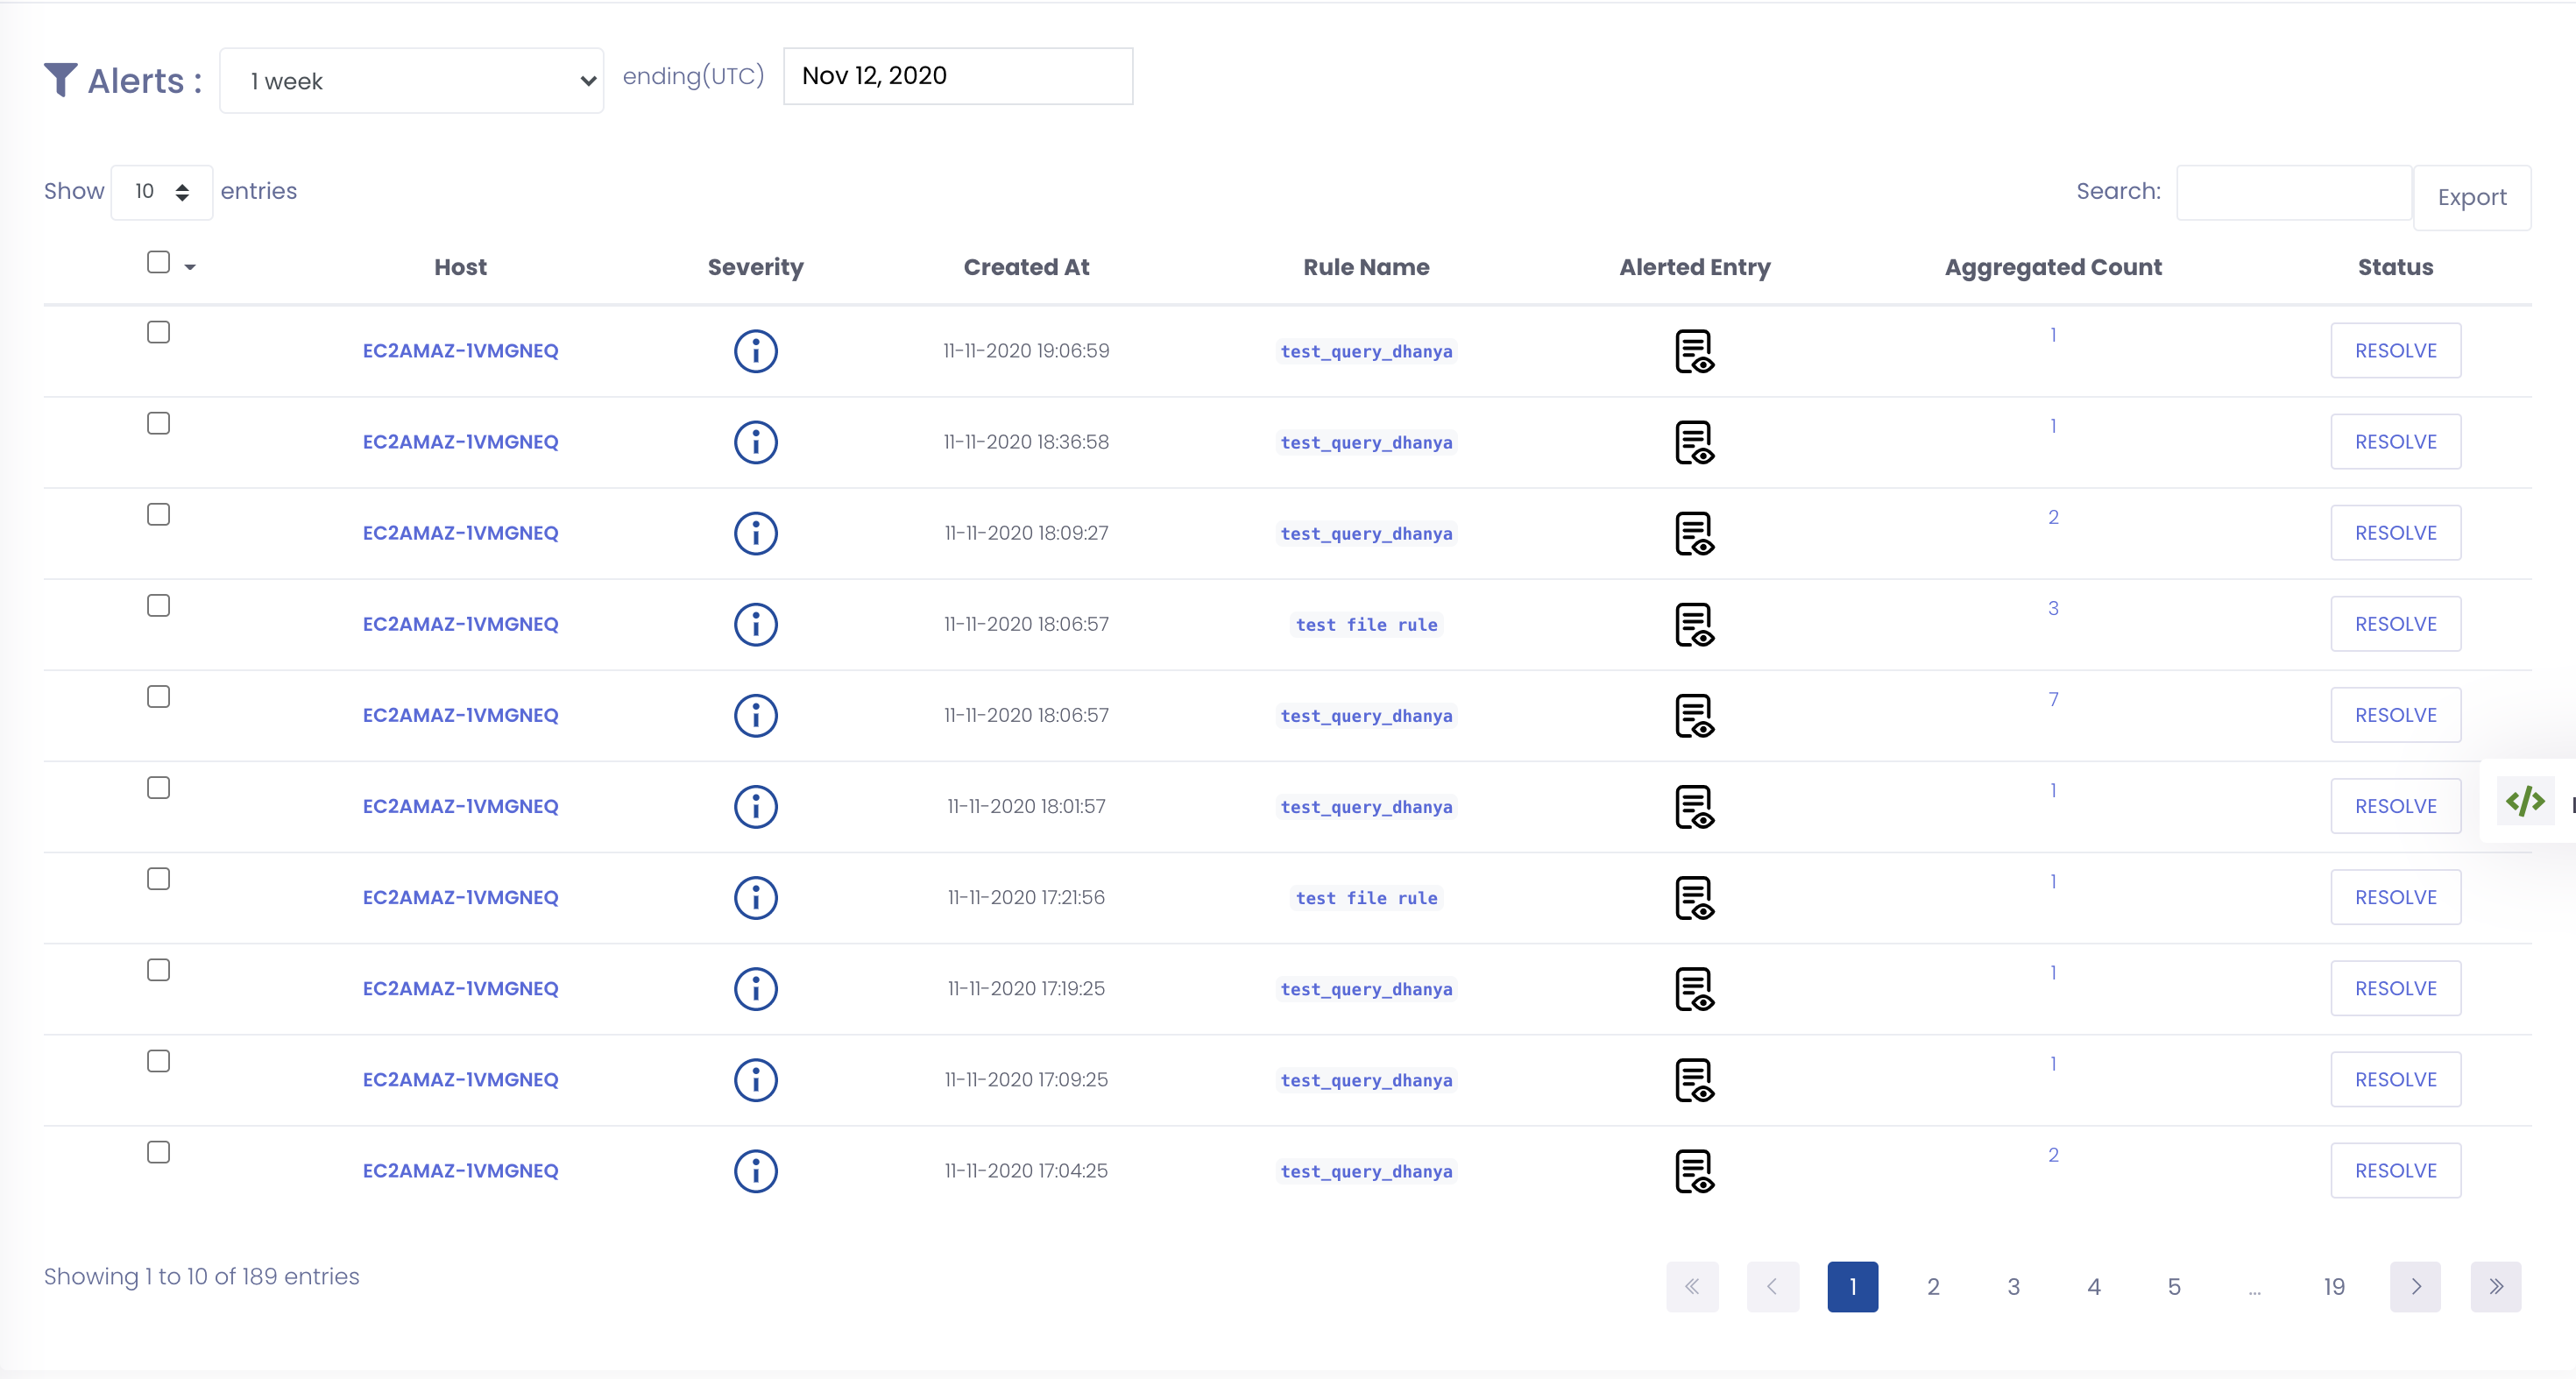 Alerts : 1 week ending(UTC) Nov 12, 2020
Show 10 entries Search: Export
Host Severity Created At Rule Name Alerted Entry Aggregated Count Status
EC2AMAZ-1VMGNEQ 11-11-2020 19:06:59 test_query_dhanya 1 RESOLVE
EC2AMAZ-1VMGNEQ 11-11-2020 18:36:58 test_query_dhanya 1 RESOLVE
EC2AMAZ-1VMGNEQ 11-11-2020 18:09:27 test_query_dhanya 2 RESOLVE
EC2AMAZ-1VMGNEQ 11-11-2020 18:06:57 test file rule 3 RESOLVE
EC2AMAZ-1VMGNEQ 11-11-2020 18:06:57 test_query_dhanya 7 RESOLVE
EC2AMAZ-1VMGNEQ 11-11-2020 18:01:57 test_query_dhanya 1 RESOLVE
EC2AMAZ-1VMGNEQ 11-11-2020 17:21:56 test file rule 1 RESOLVE
EC2AMAZ-1VMGNEQ 11-11-2020 17:19:25 test_query_dhanya 1 RESOLVE
EC2AMAZ-1VMGNEQ 11-11-2020 17:09:25 test_query_dhanya 1 RESOLVE
EC2AMAZ-1VMGNEQ 11-11-2020 17:04:25 test_query_dhanya 2 RESOLVE
Showing 1 to 10 of 189 entries « ‹ 1 2 3 4 5 ... 19 › »